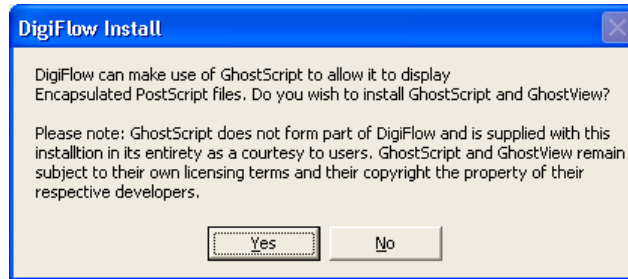 DigiFlow Install
DigiFlow can make use of GhostScript to allow it to display
Encapsulated PostScript files. Do you wish to install GhostScript and GhostView?
Please note: GhostScript does not form part of DigiFlow and is supplied with this
installtion in its entirety as a courtesy to users. GhostScript and GhostView remain
subject to their own licensing terms and their copyright the property of their
respective developers.
Yes
No